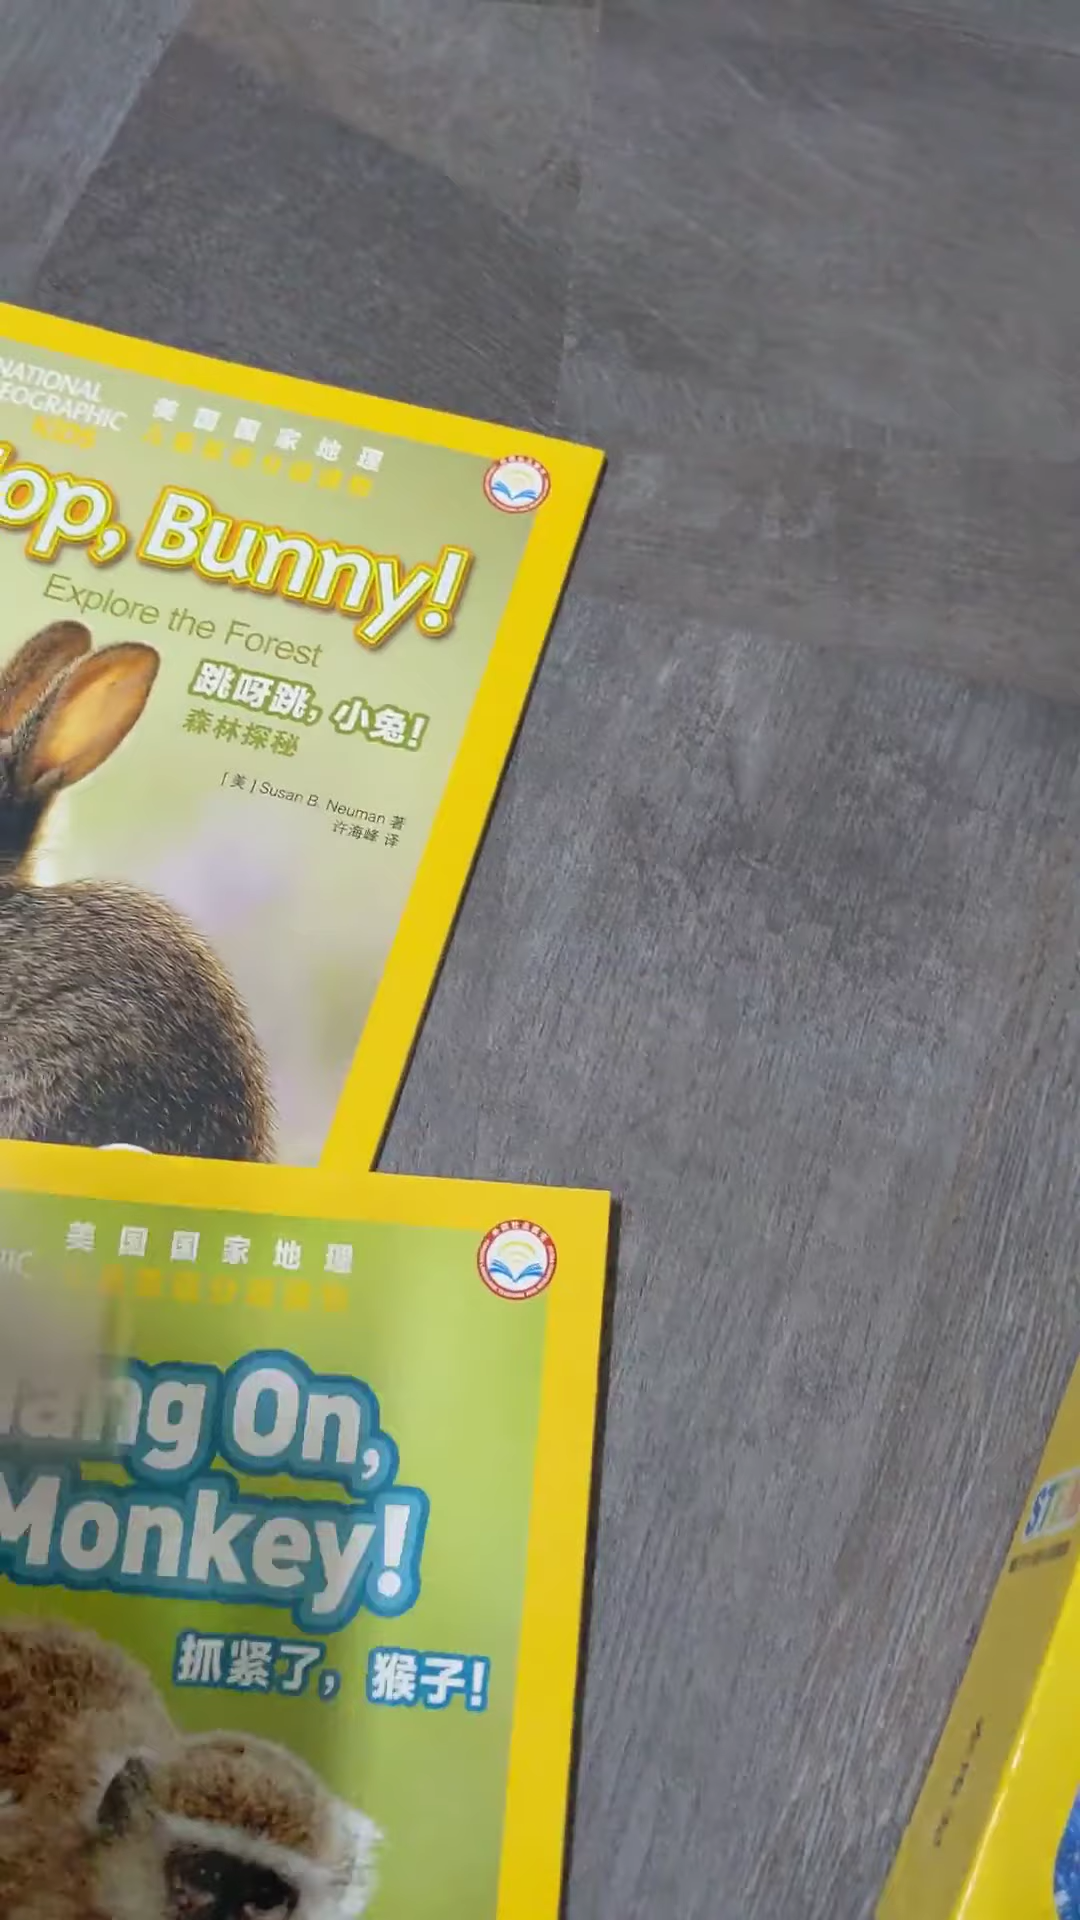 NATIONAL
GEOGRAPHIC
KIDS
美国国家地理
op, Bunny!
Explore the Forest
跳呀跳，小兔！
森林探秘
[美] Susan B. Neuman 著
许海峰 译
美国国家地理
ang On,
Monkey!
抓紧了，猴子！